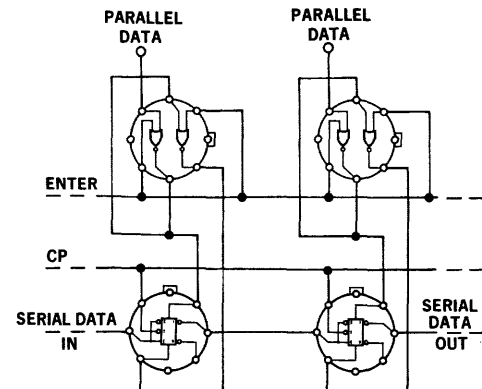 PARALLEL
DATA
PARALLEL
DATA
ENTER
CP
SERIAL DATA
IN
SERIAL
DATA
OUT